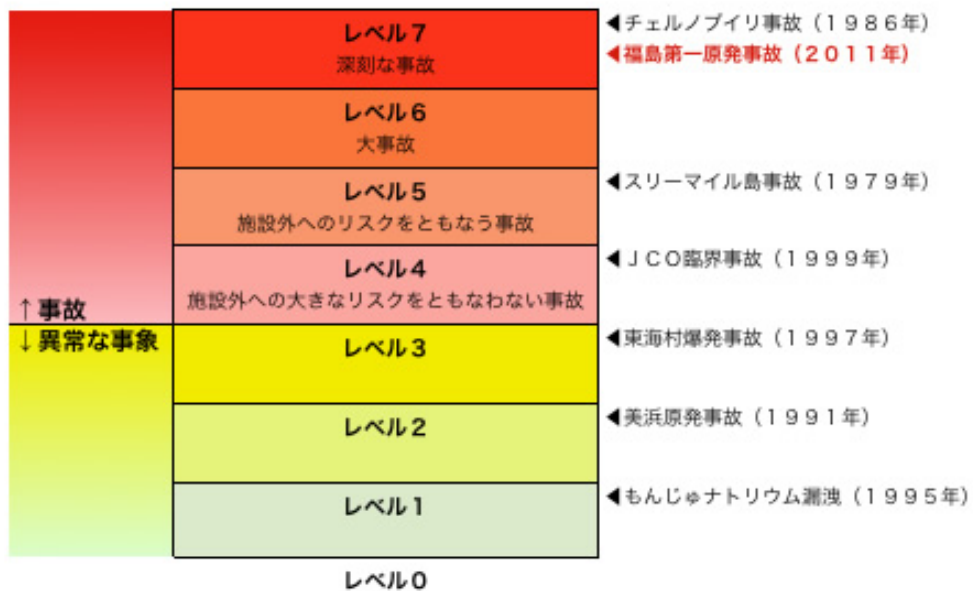 レベル7
深刻な事故
◀チェルノブイリ事故（1986年）
◀福島第一原発事故（2011年）
レベル6
大事故
レベル5
施設外へのリスクをともなう事故
◀スリーマイル島事故（1979年）
レベル4
施設外への大きなリスクをともなわない事故
◀JCO臨界事故（1999年）
↑事故
↓異常な事象
レベル3
◀東海村爆発事故（1997年）
レベル2
◀美浜原発事故（1991年）
レベル1
◀もんじゅナトリウム漏洩（1995年）
レベル0